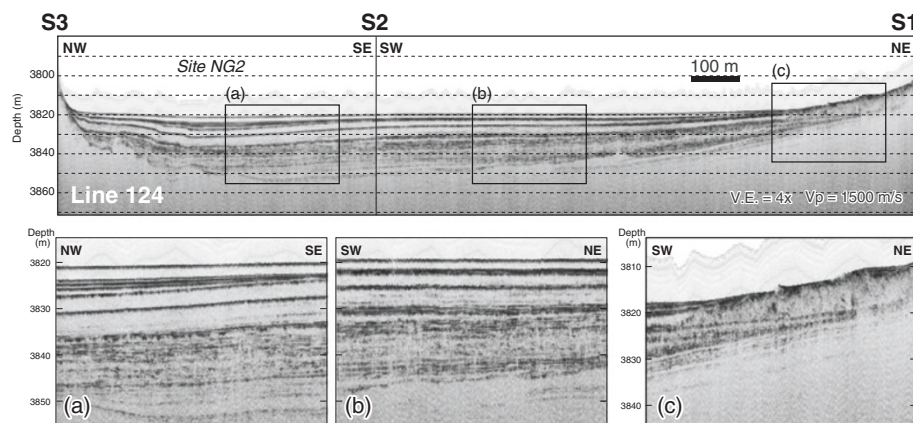 S3 S2 S1
NW SE SW NE
Site NG2
100 m
(a) (b) (c)
Depth (m)
3800
3820
3840
3860
Line 124
V.E. = 4x Vp = 1500 m/s
Depth
(m)
NW SE
3820
3830
3840
3850
(a)
SW NE
(b)
Depth
(m)
SW NE
3810
3820
3830
3840
(c)